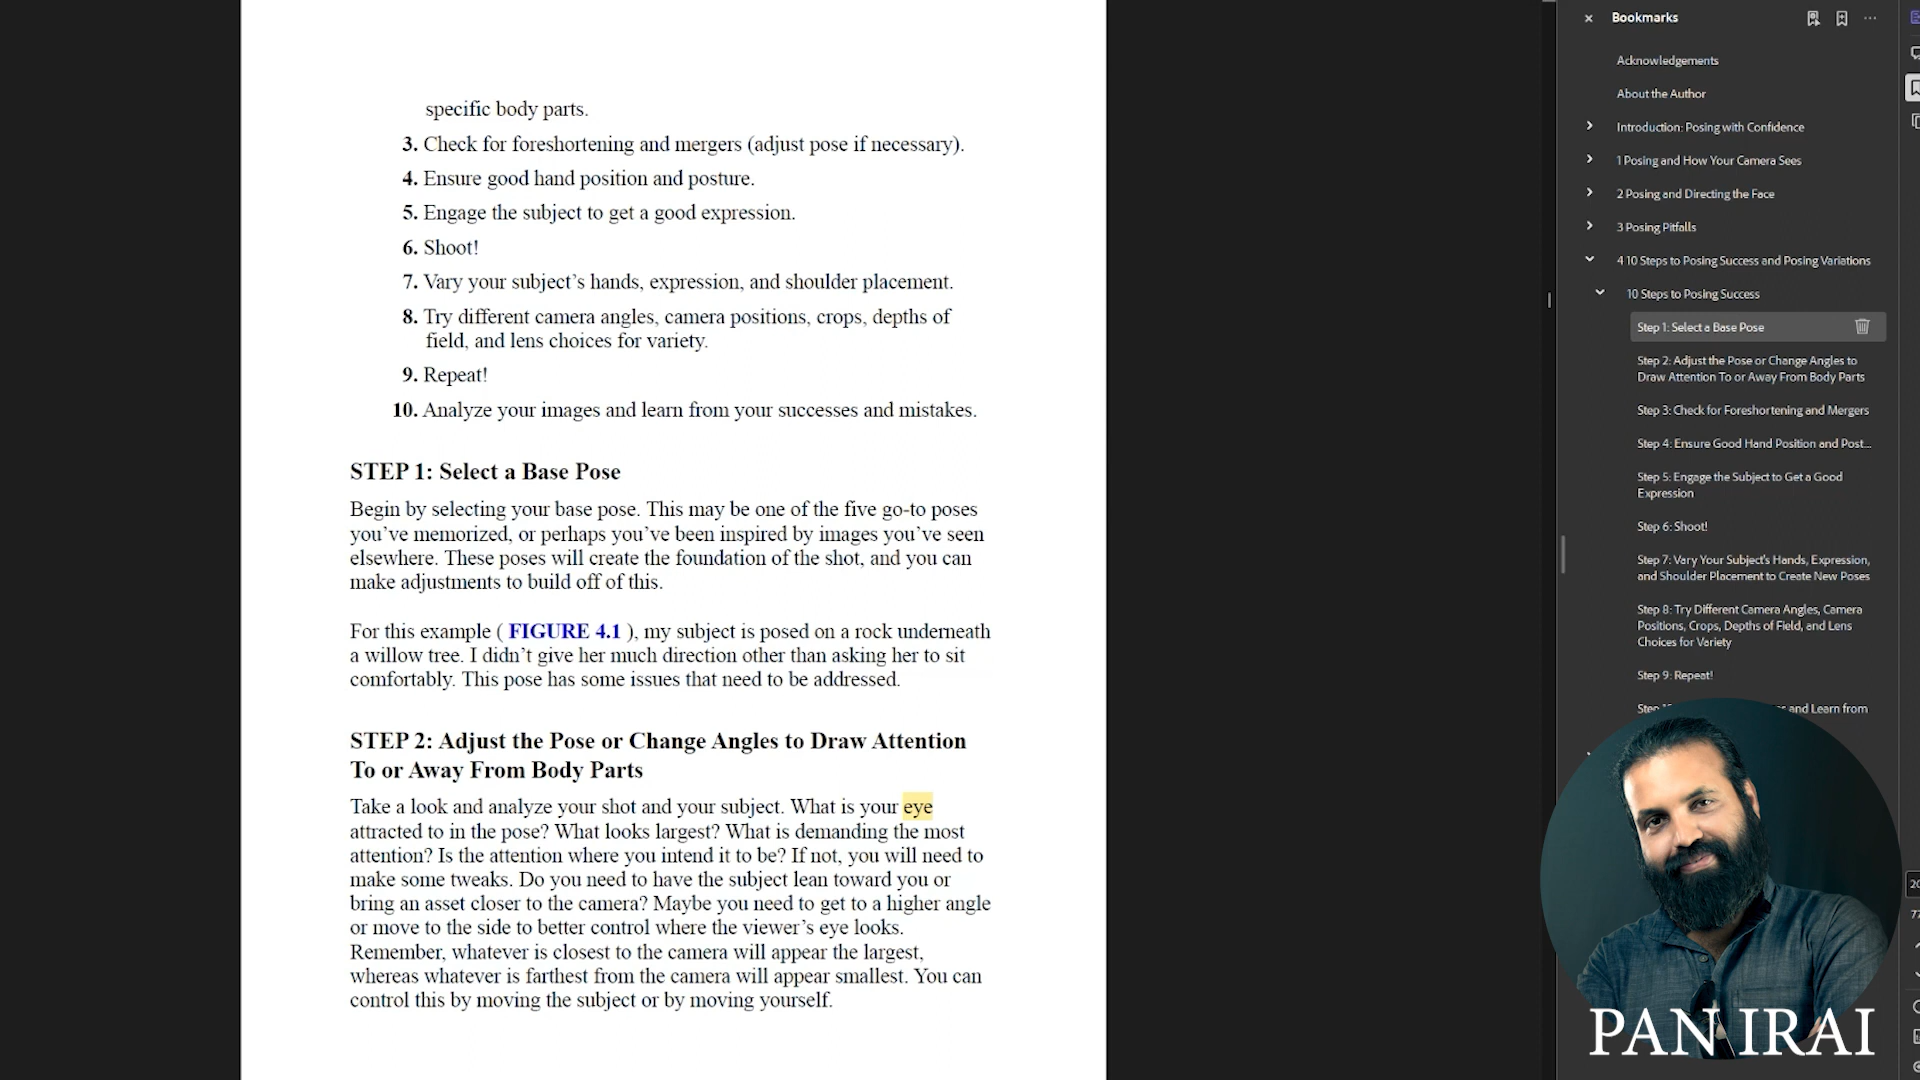 specific body parts.
3. Check for foreshortening and mergers (adjust pose if necessary).
4. Ensure good hand position and posture.
5. Engage the subject to get a good expression.
6. Shoot!
7. Vary your subject’s hands, expression, and shoulder placement.
8. Try different camera angles, camera positions, crops, depths of
field, and lens choices for variety.
9. Repeat!
10. Analyze your images and learn from your successes and mistakes.
STEP 1: Select a Base Pose
Begin by selecting your base pose. This may be one of the five go-to poses
you’ve memorized, or perhaps you’ve been inspired by images you’ve seen
elsewhere. These poses will create the foundation of the shot, and you can
make adjustments to build off of this.
For this example ( FIGURE 4.1 ), my subject is posed on a rock underneath
a willow tree. I didn’t give her much direction other than asking her to sit
comfortably. This pose has some issues that need to be addressed.
STEP 2: Adjust the Pose or Change Angles to Draw Attention
To or Away From Body Parts
Take a look and analyze your shot and your subject. What is your eye
attracted to in the pose? What looks largest? What is demanding the most
attention? Is the attention where you intend it to be? If not, you will need to
make some tweaks. Do you need to have the subject lean toward you or
bring an asset closer to the camera? Maybe you need to get to a higher angle
or move to the side to better control where the viewer’s eye looks.
Remember, whatever is closest to the camera will appear the largest,
whereas whatever is farthest from the camera will appear smallest. You can
control this by moving the subject or by moving yourself.
Bookmarks
Acknowledgements
About the Author
Introduction: Posing with Confidence
1 Posing and How Your Camera Sees
2 Posing and Directing the Face
3 Posing Pitfalls
4 10 Steps to Posing Success and Posing Variations
10 Steps to Posing Success
Step 1: Select a Base Pose
Step 2: Adjust the Pose or Change Angles to
Draw Attention To or Away From Body Parts
Step 3: Check for Foreshortening and Mergers
Step 4: Ensure Good Hand Position and Post...
Step 5: Engage the Subject to Get a Good
Expression
Step 6: Shoot!
Step 7: Vary Your Subject's Hands, Expression,
and Shoulder Placement to Create New Poses
Step 8: Try Different Camera Angles, Camera
Positions, Crops, Depths of Field, and Lens
Choices for Variety
Step 9: Repeat!
Step and Learn from
PAN IRAI